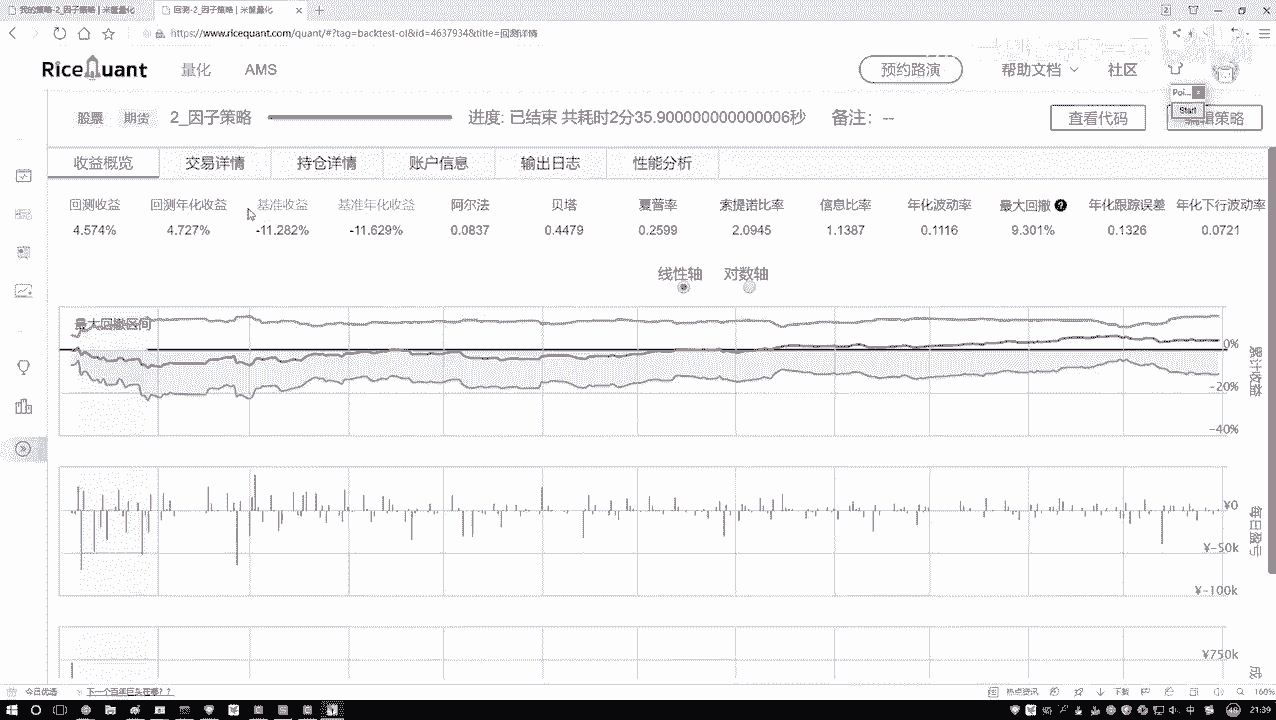 我的策略-2_因子策略 | 米筐量化
回测-2_因子策略 | 米筐量化
https://www.ricequant.com/quant/#?tag=backtest-ol&id=4637934&title=回测详情
RiceQuant 量化 AMS 预约路演 帮助文档 社区
Poi...
Start
股票 期货 2_因子策略 进度: 已结束 共耗时2分35.900000000000006秒 备注: -- 查看代码 编辑策略
收益概览 交易详情 持仓详情 账户信息 输出日志 性能分析
回测收益 回测年化收益 基准收益 基准年化收益 阿尔法 贝塔 夏普率 索提诺比率 信息比率 年化波动率 最大回撤 年化跟踪误差 年化下行波动率
4.574% 4.727% -11.282% -11.629% 0.0837 0.4479 0.2599 2.0945 1.1387 0.1116 9.301% 0.1326 0.0721
线性轴 对数轴
最大回撤区间
0%
-20%
-40%
累计收益
¥0
¥-50k
¥-100k
每日盈亏
¥750k
成
今日优选 下一个百亚巨头在哪？？ 热点资讯 下载 160%
中 21:39